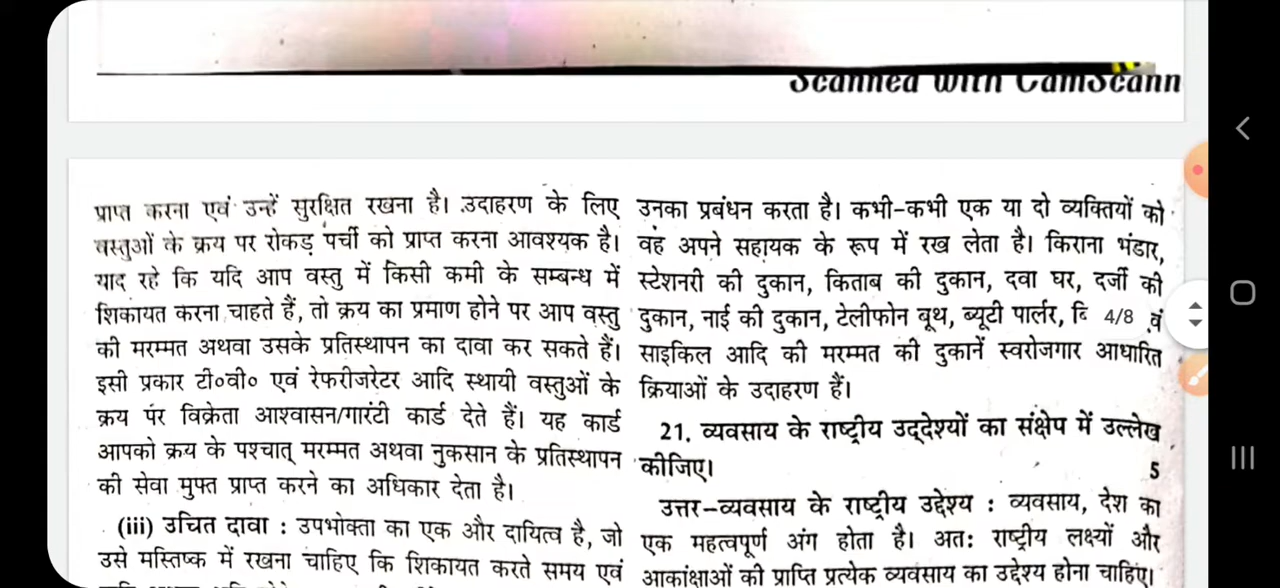 Scanned with CamScann
प्राप्त करना एवं उन्हें सुरक्षित रखना है। उदाहरण के लिए
वस्तुओं के क्रय पर रोकड़ पर्ची को प्राप्त करना आवश्यक है।
याद रहे कि यदि आप वस्तु में किसी कमी के सम्बन्ध में
शिकायत करना चाहते हैं, तो क्रय का प्रमाण होने पर आप वस्तु
की मरम्मत अथवा उसके प्रतिस्थापन का दावा कर सकते हैं।
इसी प्रकार टी०वी० एवं रेफरीजरेटर आदि स्थायी वस्तुओं के
क्रय पर विक्रेता आश्वासन/गारंटी कार्ड देते हैं। यह कार्ड
आपको क्रय के पश्चात् मरम्मत अथवा नुकसान के प्रतिस्थापन
की सेवा मुफ्त प्राप्त करने का अधिकार देता है।
(iii) उचित दावा : उपभोक्ता का एक और दायित्व है, जो
उसे मस्तिष्क में रखना चाहिए कि शिकायत करते समय एवं
उनका प्रबंधन करता है। कभी-कभी एक या दो व्यक्तियों को
वह अपने सहायक के रूप में रख लेता है। किराना भंडार,
स्टेशनरी की दुकान, किताब की दुकान, दवा घर, दर्जी की
दुकान, नाई की दुकान, टेलीफोन बूथ, ब्यूटी पार्लर,
4/8
साइकिल आदि की मरम्मत की दुकानें स्वरोजगार आधारित
क्रियाओं के उदाहरण हैं।
21. व्यवसाय के राष्ट्रीय उद्देश्यों का संक्षेप में उल्लेख
कीजिए। 5
उत्तर–व्यवसाय के राष्ट्रीय उद्देश्य : व्यवसाय, देश का
एक महत्वपूर्ण अंग होता है। अत: राष्ट्रीय लक्ष्यों और
आकांक्षाओं की प्राप्ति प्रत्येक व्यवसाय का उद्देश्य होना चाहिए।